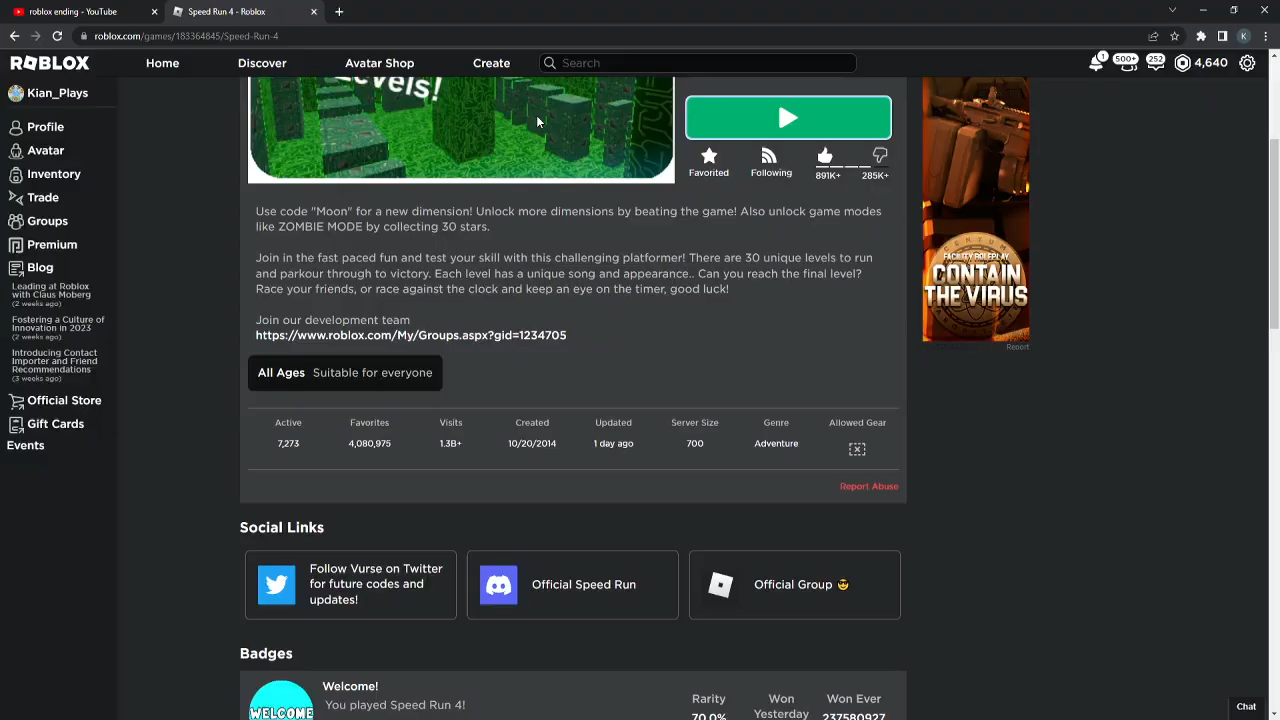 roblox ending - YouTube
Speed Run 4 - Roblox
roblox.com/games/183364845/Speed-Run-4
K
ROBLOX
Home
Discover
Avatar Shop
Create
Search
1
500+
252
4,640
Kian_Plays
Profile
Avatar
Inventory
Trade
Groups
Premium
Blog
Leading at Roblox
with Claus Moberg
(2 weeks ago)
Fostering a Culture of
Innovation in 2023
(2 weeks ago)
Introducing Contact
Importer and Friend
Recommendations
(3 weeks ago)
Official Store
Gift Cards
Events
Levels!
Favorited
Following
891K+
285K+
Use code "Moon" for a new dimension! Unlock more dimensions by beating the game! Also unlock game modes
like ZOMBIE MODE by collecting 30 stars.
Join in the fast paced fun and test your skill with this challenging platformer! There are 30 unique levels to run
and parkour through to victory. Each level has a unique song and appearance.. Can you reach the final level?
Race your friends, or race against the clock and keep an eye on the timer, good luck!
Join our development team
https://www.roblox.com/My/Groups.aspx?gid=1234705
All Ages Suitable for everyone
Active Favorites Visits Created Updated Server Size Genre Allowed Gear
7,273 4,080,975 1.3B+ 10/20/2014 1 day ago 700 Adventure
Report Abuse
CENTUM
FACILITY ROLEPLAY
CONTAIN
THE VIRUS
Report
Social Links
Follow Vurse on Twitter
for future codes and
updates!
Official Speed Run
Official Group 😎
Badges
WELCOME
Welcome!
You played Speed Run 4!
Rarity
70.0%
Won
Yesterday
Won Ever
237580927
Chat